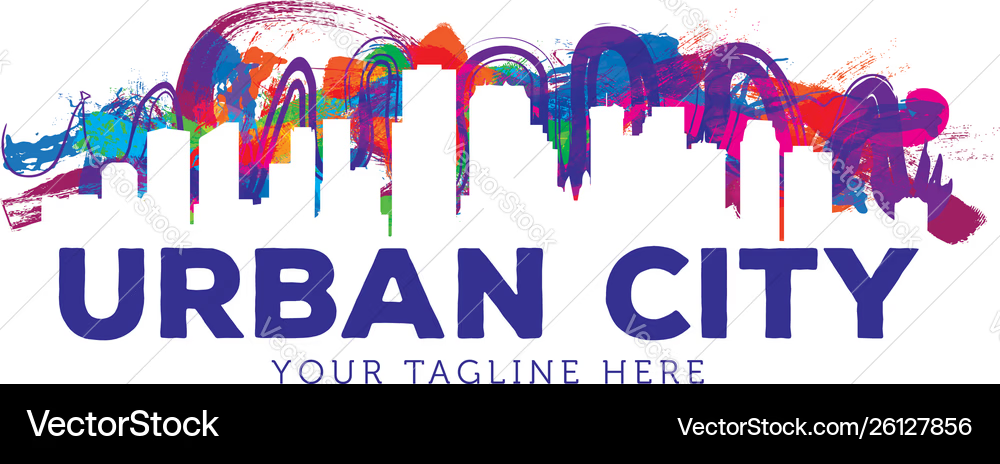 URBAN CITY
YOUR TAGLINE HERE
VectorStock®
VectorStock.com/26127856